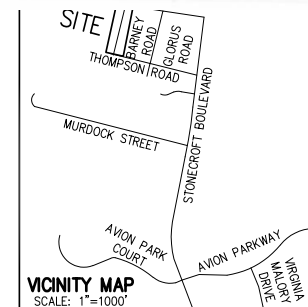 SITE
BARNEY
ROAD
GLORUS
ROAD
THOMPSON ROAD
STONECROFT BOULEVARD
MURDOCK STREET
AVION PARK
COURT
AVION PARKWAY
VIRGINIA
MALORY
DRIVE
VICINITY MAP
SCALE: 1"=1000'